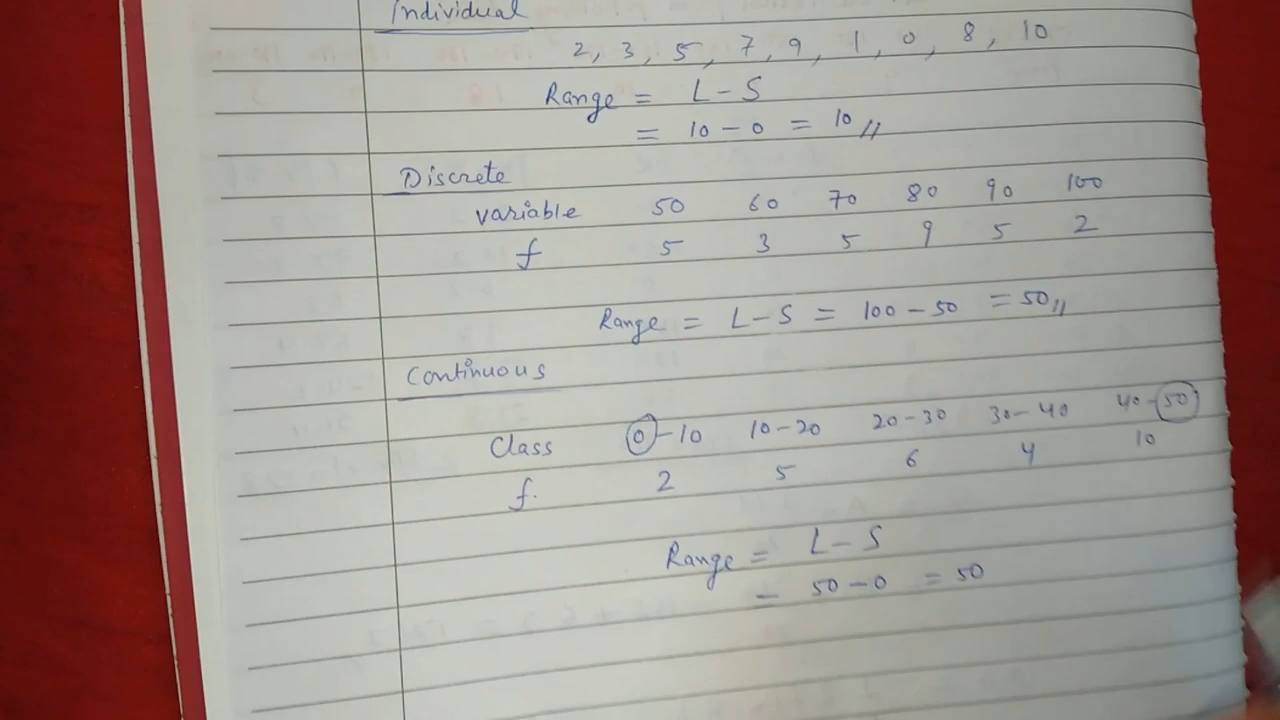 Individual
2, 3, 5, 7, 9, 1, 0, 8, 10
Range = L - S
= 10 - 0 = 10 //
Discrete
variable 50 60 70 80 90 100
f 5 3 5 9 5 2
Range = L - S = 100 - 50 = 50 //
Continuous
Class 0-10 10-20 20-30 30-40 40-50
f. 2 5 6 4 10
Range = L - S
= 50 - 0 = 50